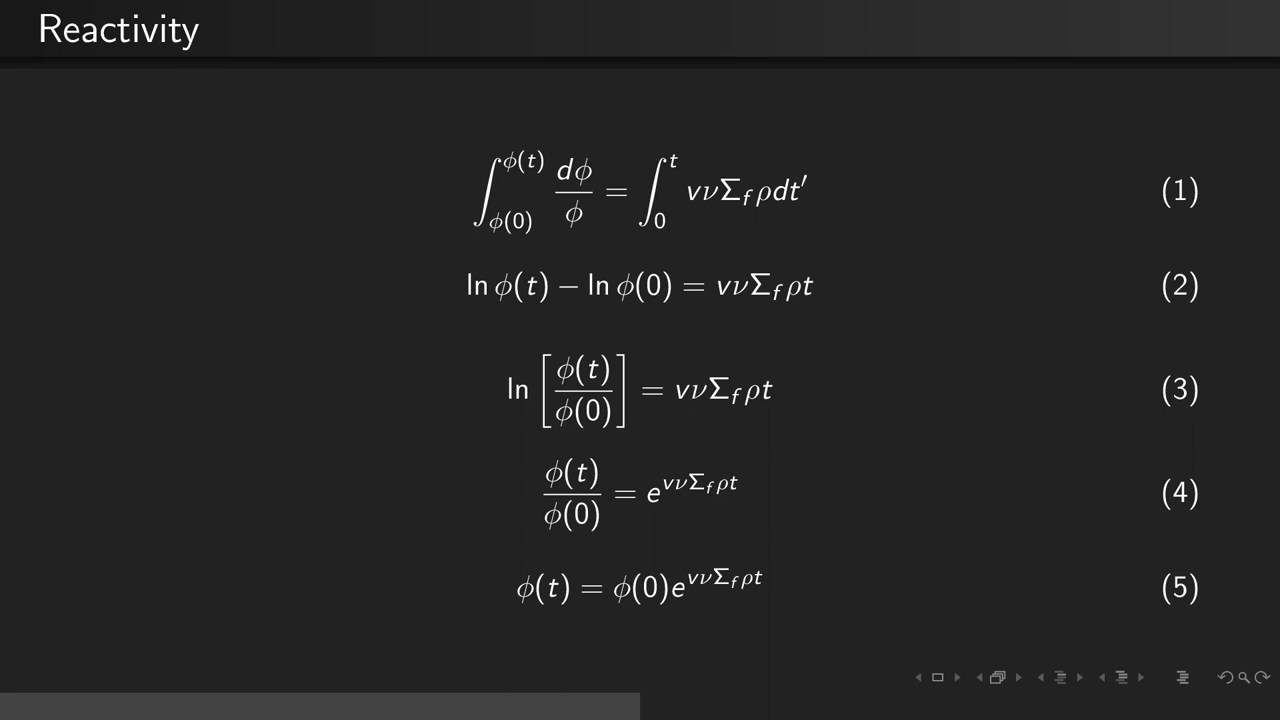 Reactivity
∫_{ϕ(0)}^{ϕ(t)} dϕ/ϕ = ∫_0^t vνΣ_f ρdt′ (1)
ln ϕ(t) − ln ϕ(0) = vνΣ_f ρt (2)
ln [ϕ(t)/ϕ(0)] = vνΣ_f ρt (3)
ϕ(t)/ϕ(0) = e^{vνΣ_f ρt} (4)
ϕ(t) = ϕ(0)e^{vνΣ_f ρt} (5)